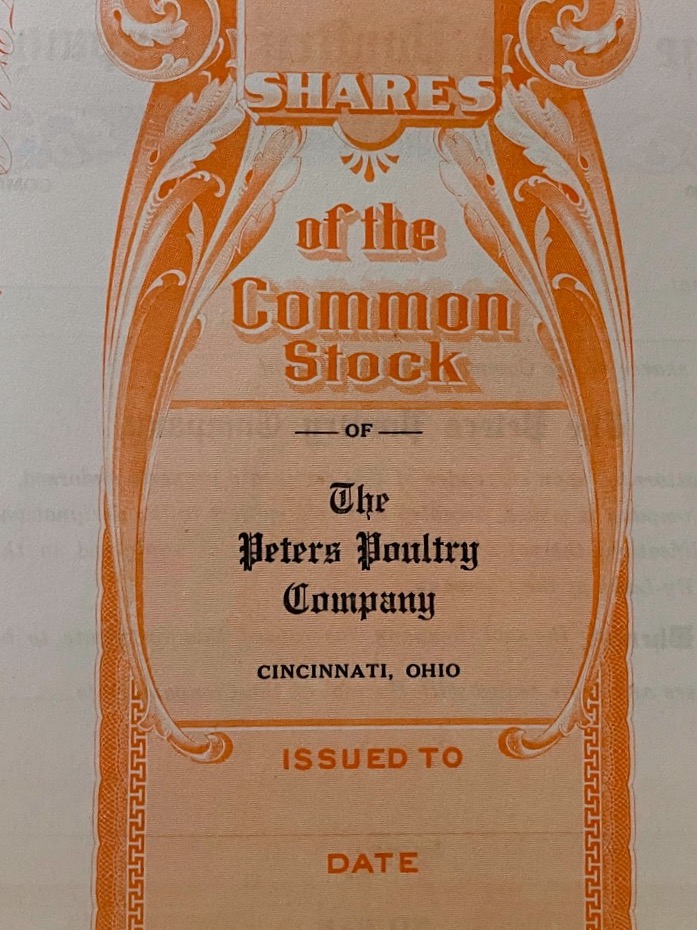 SHARES
of the
Common
Stock
OF
The
Peters Poultry
Company
CINCINNATI, OHIO
ISSUED TO
DATE